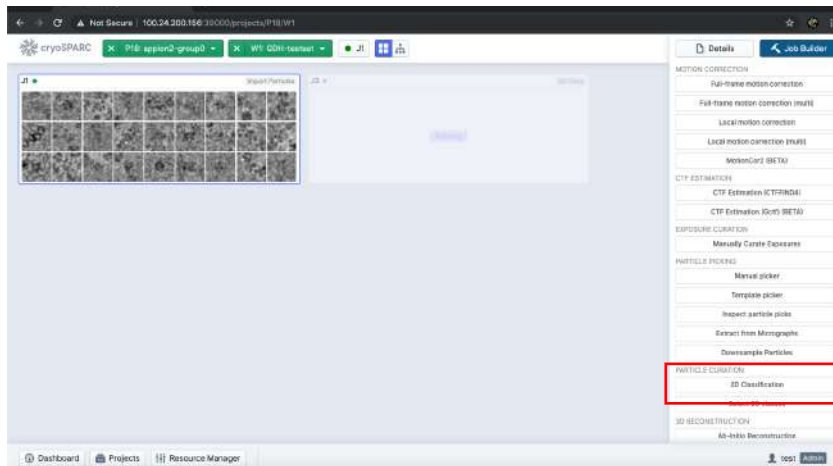 Not Secure | 100.24.200.156:39000/projects/P18/W1
cryoSPARC
P18: appion2-group0
W1: GDH-testset
J1
Details
Job Builder
J1
Import Particles
J2
MOTION CORRECTION
Full-frame motion correction
Full-frame motion correction (multi)
Local motion correction
Local motion correction (multi)
MotionCor2 (BETA)
CTF ESTIMATION
CTF Estimation (CTFFIND4)
CTF Estimation (Gctf) (BETA)
EXPOSURE CURATION
Manually Curate Exposures
PARTICLE PICKING
Manual picker
Template picker
Inspect particle picks
Extract from Micrographs
Downsample Particles
PARTICLE CURATION
2D Classification
Select 2D classes
3D RECONSTRUCTION
Ab-Initio Reconstruction
Dashboard
Projects
Resource Manager
test Admin